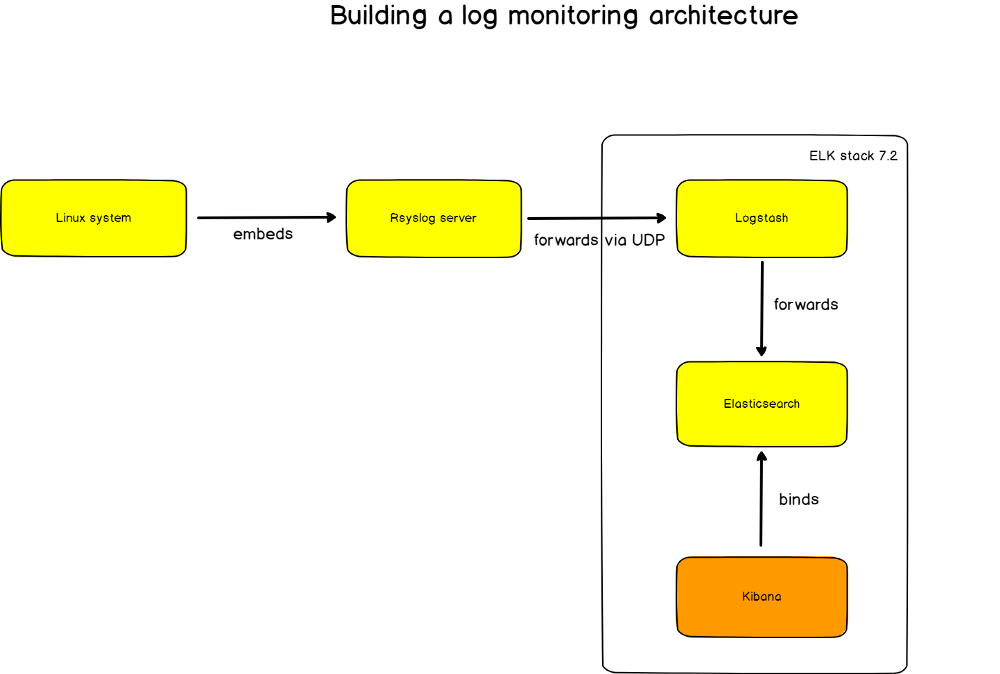 Building a log monitoring architecture
ELK stack 7.2
Linux system
embeds
Rsyslog server
forwards via UDP
Logstash
forwards
Elasticsearch
binds
Kibana